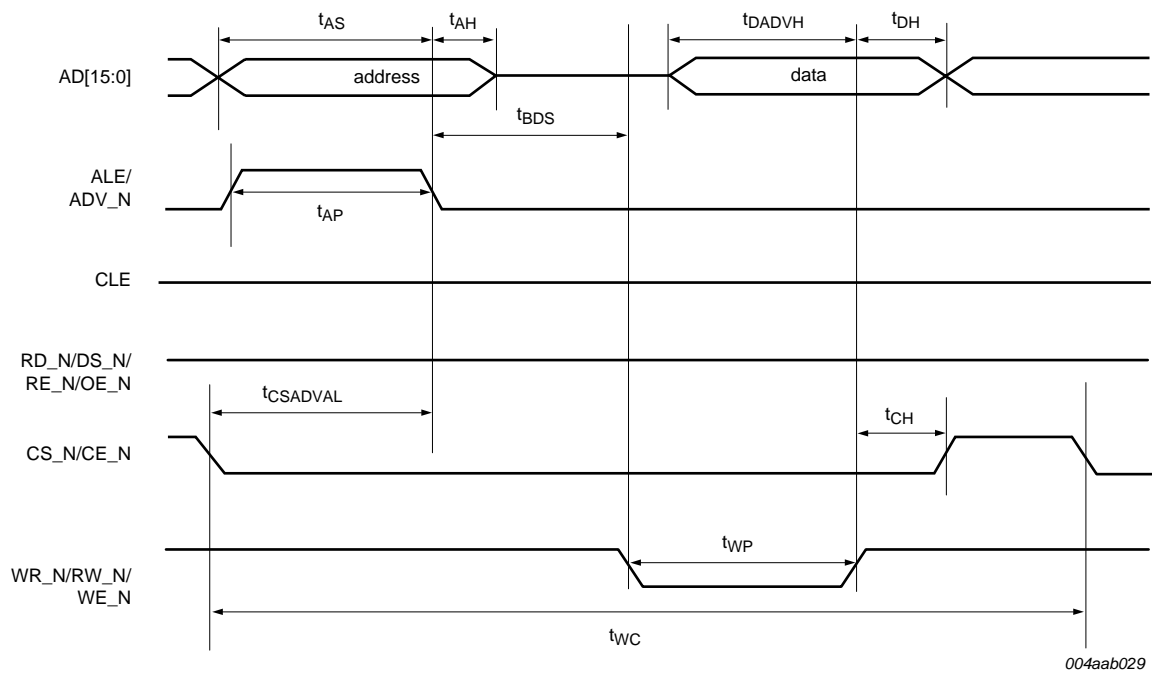 tAS
tAH
tDADVH
tDH
AD[15:0]
address
data
tBDS
ALE/
ADV_N
tAP
CLE
RD_N/DS_N/
RE_N/OE_N
tCSADVAL
tCH
CS_N/CE_N
tWP
WR_N/RW_N/
WE_N
tWC
004aab029